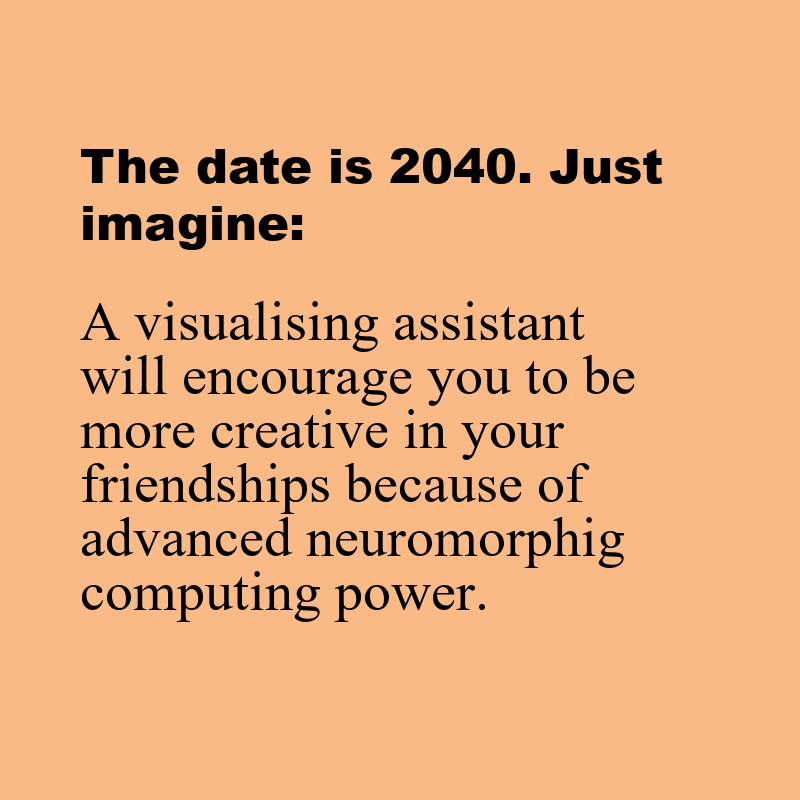 The date is 2040. Just
imagine:
A visualising assistant
will encourage you to be
more creative in your
friendships because of
advanced neuromorphig
computing power.